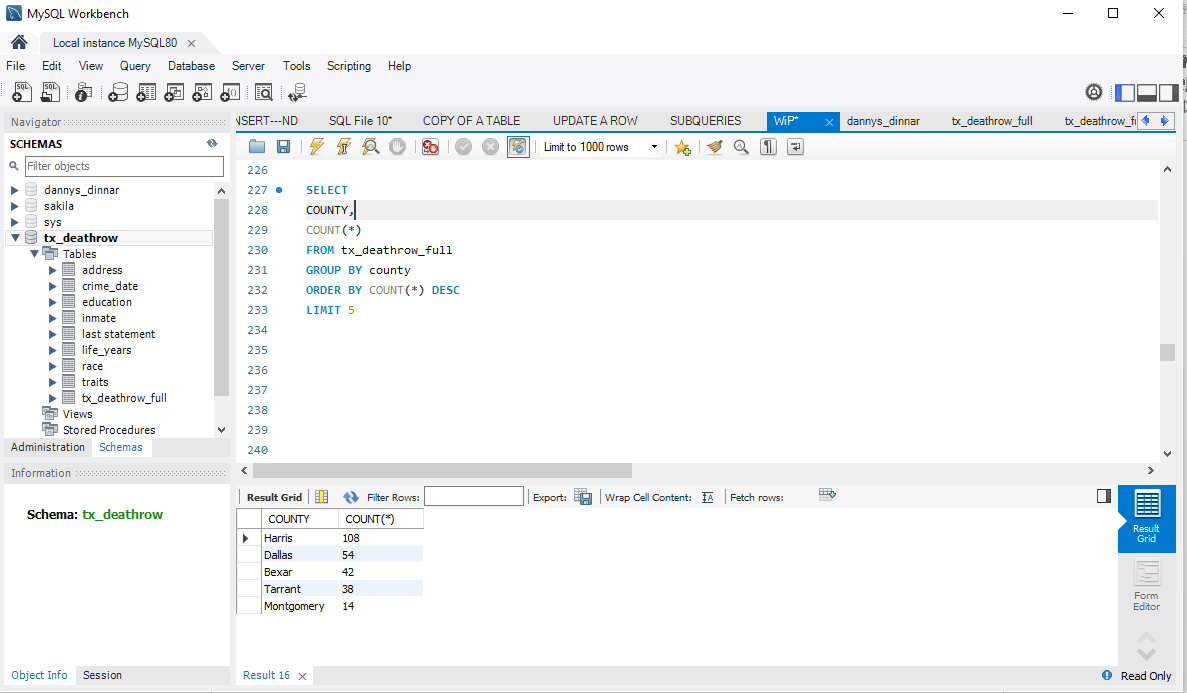 MySQL Workbench
Local instance MySQL80
File Edit View Query Database Server Tools Scripting Help
Navigator
SCHEMAS
Filter objects
dannys_dinnar
sakila
sys
tx_deathrow
Tables
address
crime_date
education
inmate
last statement
life_years
race
traits
tx_deathrow_full
Views
Stored Procedures
Administration Schemas
Information
Schema: tx_deathrow
Object Info Session
NSERT---ND SQL File 10* COPY OF A TABLE UPDATE A ROW SUBQUERIES WiP* dannys_dinnar tx_deathrow_full tx_deathrow_fu
Limit to 1000 rows
226
227 SELECT
228 COUNTY,
229 COUNT(*)
230 FROM tx_deathrow_full
231 GROUP BY county
232 ORDER BY COUNT(*) DESC
233 LIMIT 5
234
235
236
237
238
239
240
Result Grid Filter Rows: Export: Wrap Cell Content: IA Fetch rows:
COUNTY COUNT(*)
Harris 108
Dallas 54
Bexar 42
Tarrant 38
Montgomery 14
Result
Grid
Form
Editor
Result 16
Read Only